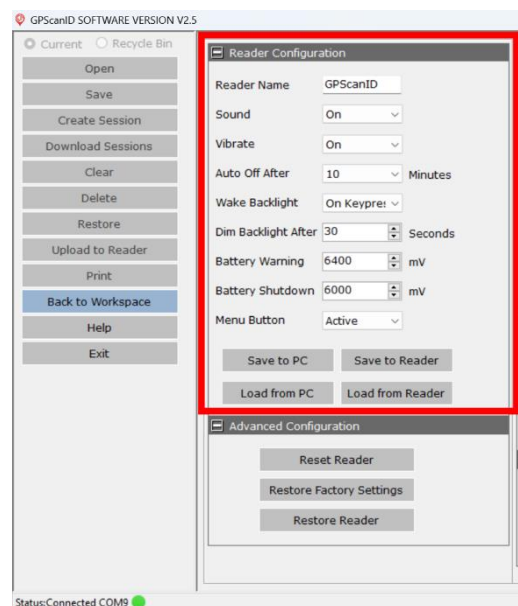 GPScanID SOFTWARE VERSION V2.5
Current Recycle Bin
Open
Save
Create Session
Download Sessions
Clear
Delete
Restore
Upload to Reader
Print
Back to Workspace
Help
Exit
Reader Configuration
Reader Name GPScanID
Sound On
Vibrate On
Auto Off After 10 Minutes
Wake Backlight On Keypres
Dim Backlight After 30 Seconds
Battery Warning 6400 mV
Battery Shutdown 6000 mV
Menu Button Active
Save to PC Save to Reader
Load from PC Load from Reader
Advanced Configuration
Reset Reader
Restore Factory Settings
Restore Reader
Status:Connected COM9